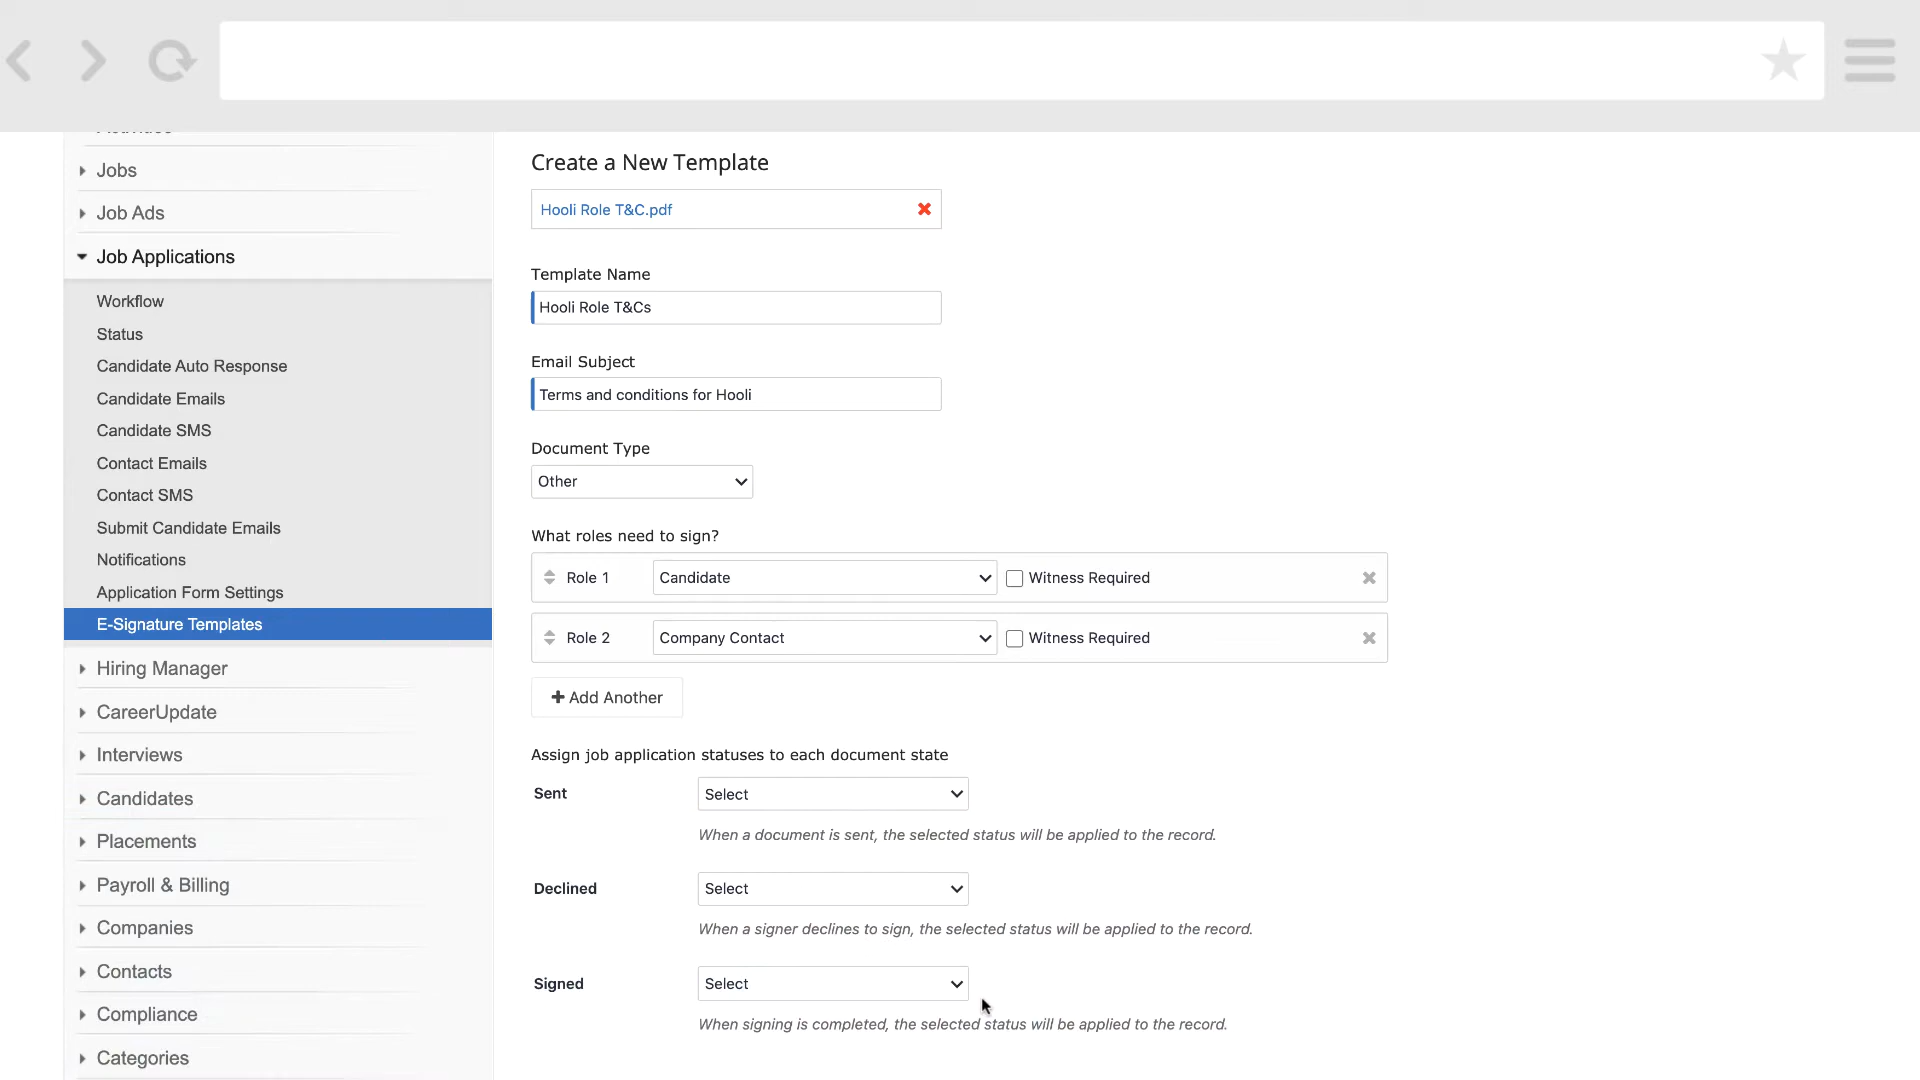 Jobs
Job Ads
Job Applications
Workflow
Status
Candidate Auto Response
Candidate Emails
Candidate SMS
Contact Emails
Contact SMS
Submit Candidate Emails
Notifications
Application Form Settings
E-Signature Templates
Hiring Manager
CareerUpdate
Interviews
Candidates
Placements
Payroll & Billing
Companies
Contacts
Compliance
Categories
Create a New Template
Hooli Role T&C.pdf
Template Name
Hooli Role T&Cs
Email Subject
Terms and conditions for Hooli
Document Type
Other
What roles need to sign?
Role 1 Candidate Witness Required
Role 2 Company Contact Witness Required
Add Another
Assign job application statuses to each document state
Sent Select
When a document is sent, the selected status will be applied to the record.
Declined Select
When a signer declines to sign, the selected status will be applied to the record.
Signed Select
When signing is completed, the selected status will be applied to the record.